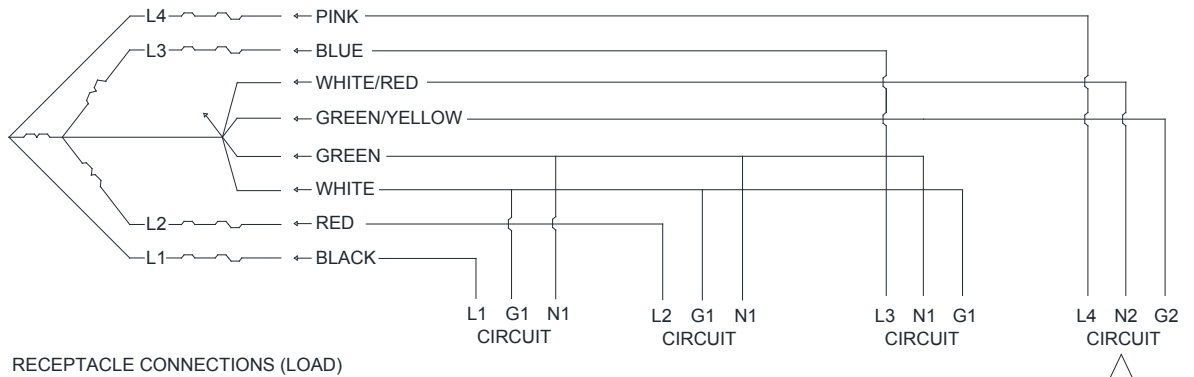 L4 PINK
L3 BLUE
WHITE/RED
GREEN/YELLOW
GREEN
WHITE
L2 RED
L1 BLACK
L1 G1 N1 L2 G1 N1 L3 N1 G1 L4 N2 G2
CIRCUIT CIRCUIT CIRCUIT CIRCUIT
RECEPTACLE CONNECTIONS (LOAD)